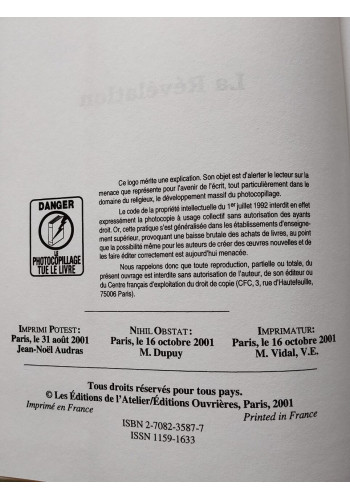 La Révélation
Ce logo mérite une explication. Son objet est d'alerter le lecteur sur la
menace que représente pour l'avenir de l'écrit, tout particulièrement dans le
domaine du religieux, le développement massif du photocopillage.
Le code de la propriété intellectuelle du 1er juillet 1992 interdit en effet
expressément la photocopie à usage collectif sans autorisation des ayants
droit. Or, cette pratique s'est généralisée dans les établissements d'enseigne-
ment supérieur, provoquant une baisse brutale des achats de livres, au point
que la possibilité même pour les auteurs de créer des œuvres nouvelles et de
les faire éditer correctement est aujourd'hui menacée.
Nous rappelons donc que toute reproduction, partielle ou totale, du
présent ouvrage est interdite sans autorisation de l'auteur, de son éditeur ou
du Centre français d'exploitation du droit de copie (CFC, 3, rue d'Hautefeuille,
75006 Paris).
DANGER
LE
PHOTOCOPILLAGE
TUE LE LIVRE
IMPRIMI POTEST:
Paris, le 31 août 2001
Jean-Noël Audras
NIHIL OBSTAT:
Paris, le 16 octobre 2001
M. Dupuy
IMPRIMATUR:
Paris, le 16 octobre 2001
M. Vidal, V.E.
Tous droits réservés pour tous pays.
© Les Éditions de l'Atelier/Éditions Ouvrières, Paris, 2001
Imprimé en France
Printed in France
ISBN 2-7082-3587-7
ISSN 1159-1633